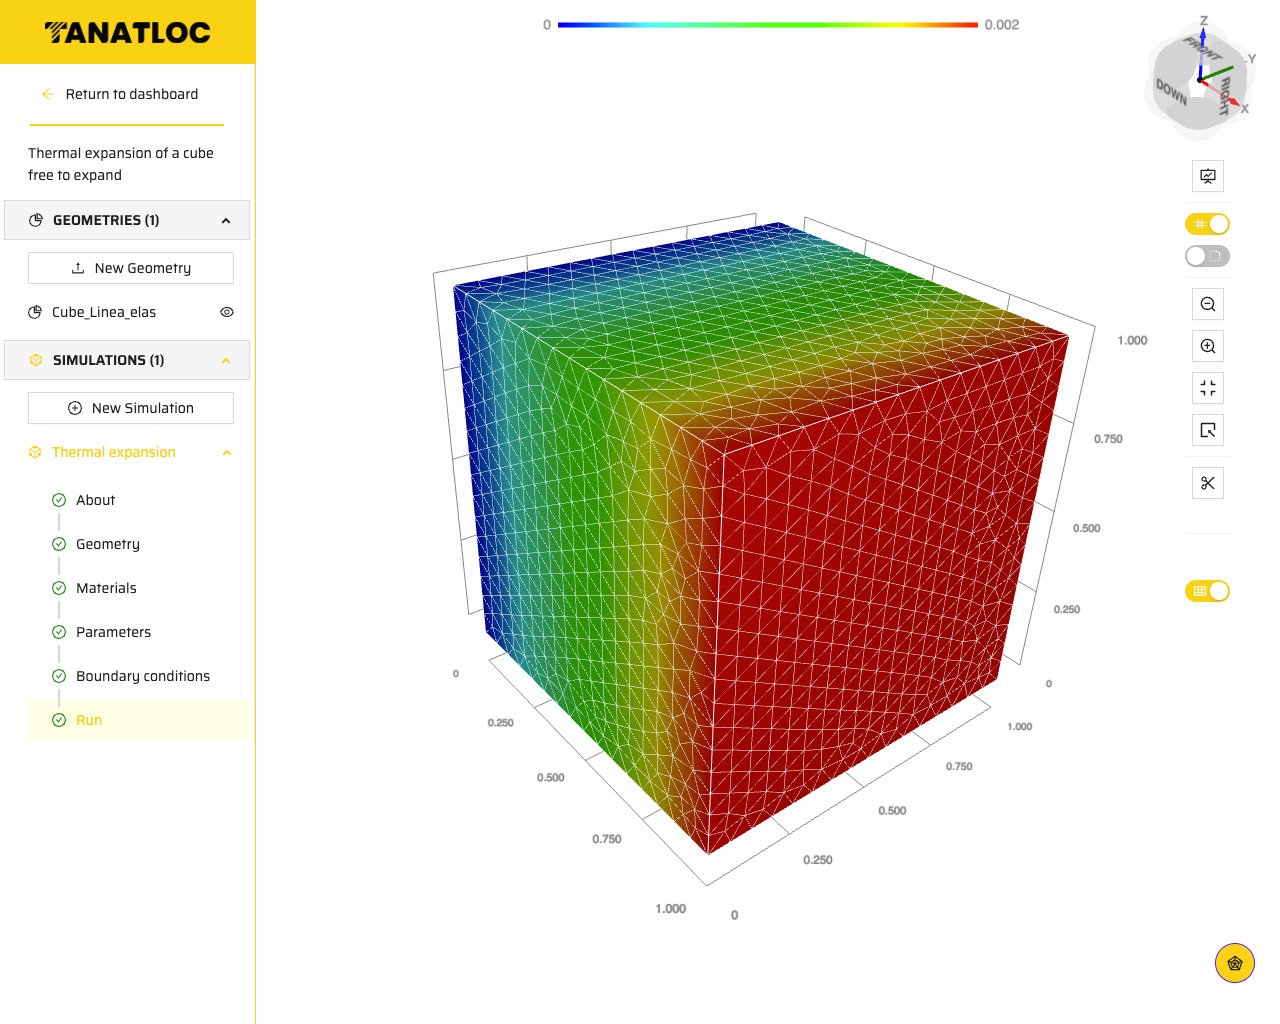 TANATLOC
Return to dashboard
Thermal expansion of a cube
free to expand
GEOMETRIES (1)
New Geometry
Cube_Linea_elas
SIMULATIONS (1)
New Simulation
Thermal expansion
About
Geometry
Materials
Parameters
Boundary conditions
Run
0
0.002
Z
FRONT
Y
DOWN
RIGHT
X
1.000
0.750
0.500
0.250
0
0
0.250
0.500
0.750
1.000
1.000
0.750
0.500
0.250
0